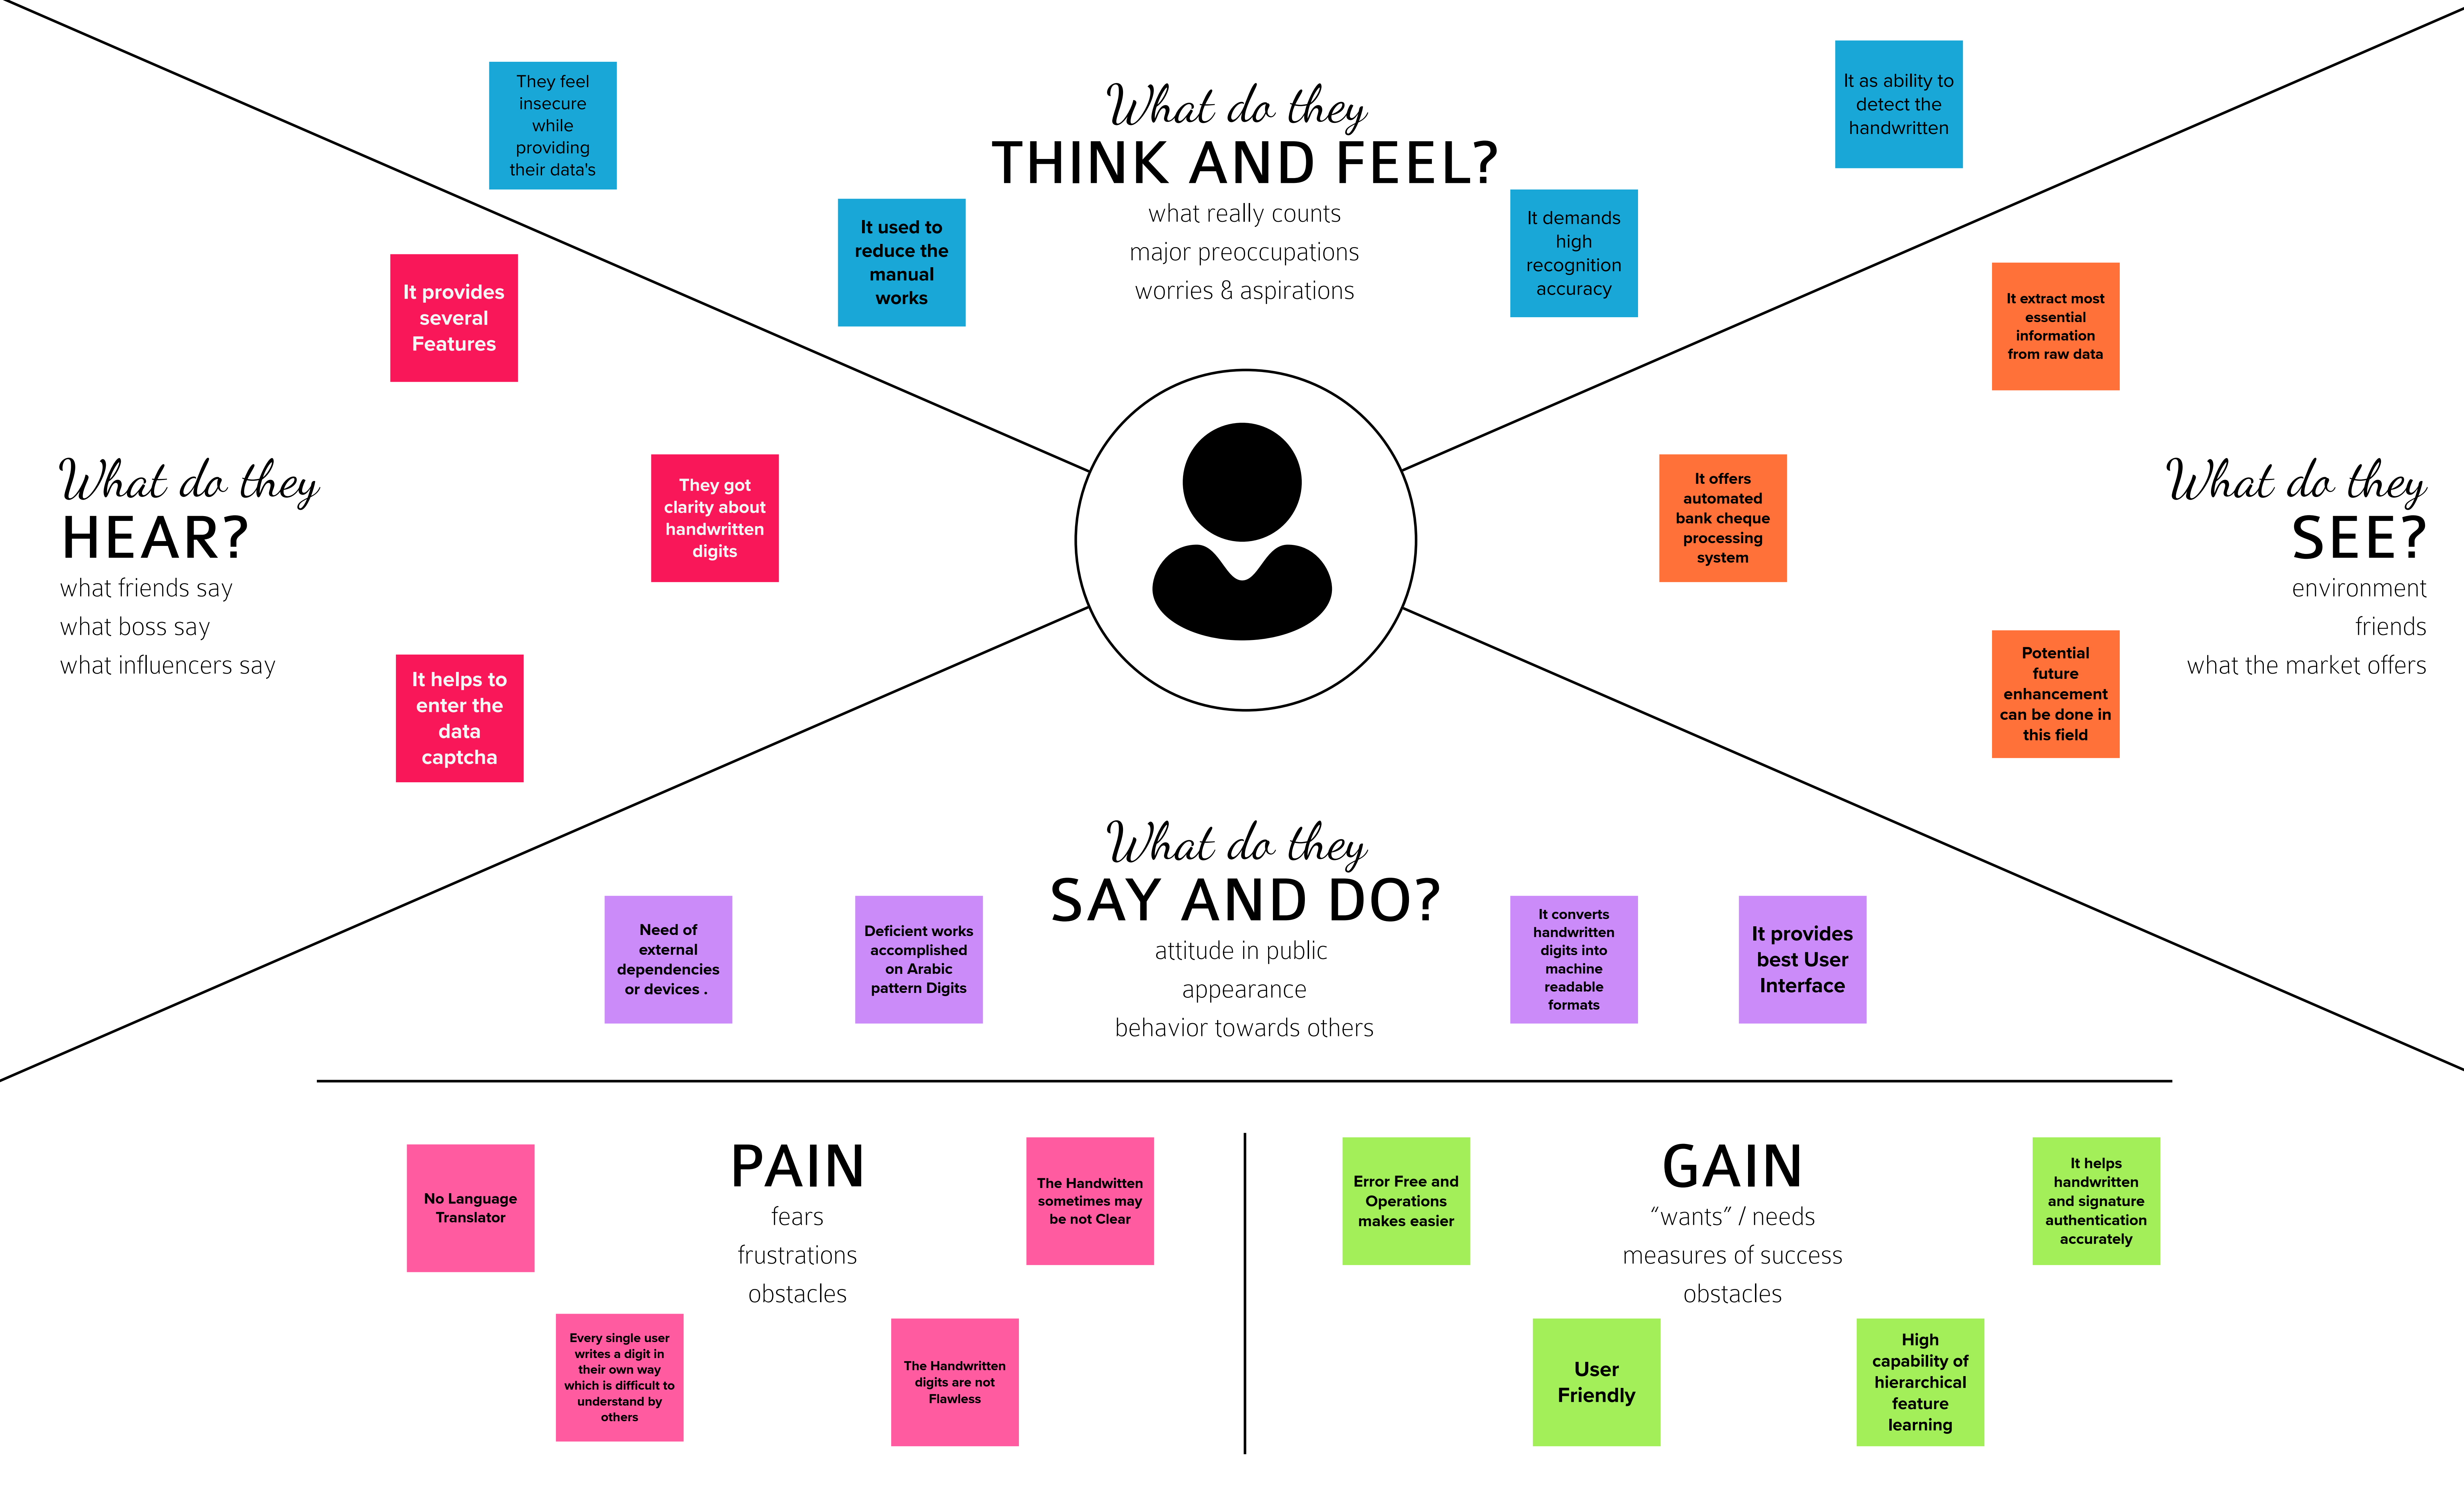 They feel
insecure
while
providing
their data's
What do they
THINK AND FEEL?
what really counts
major preoccupations
worries & aspirations
It as ability to
detect the
handwritten
It used to
reduce the
manual
works
It demands
high
recognition
accuracy
It provides
several
Features
They got
clarity about
handwritten
digits
What do they
HEAR?
what friends say
what boss say
what influencers say
It helps to
enter the
data
captcha
It extract most
essential
information
from raw data
It offers
automated
bank cheque
processing
system
What do they
SEE?
environment
friends
what the market offers
Potential
future
enhancement
can be done in
this field
What do they
SAY AND DO?
attitude in public
appearance
behavior towards others
Need of
external
dependencies
or devices .
Deficient works
accomplished
on Arabic
pattern Digits
It converts
handwritten
digits into
machine
readable
formats
It provides
best User
Interface
No Language
Translator
PAIN
fears
frustrations
obstacles
The Handwitten
sometimes may
be not Clear
Every single user
writes a digit in
their own way
which is difficult to
understand by
others
The Handwritten
digits are not
Flawless
Error Free and
Operations
makes easier
GAIN
"wants" / needs
measures of success
obstacles
It helps
handwritten
and signature
authentication
accurately
User
Friendly
High
capability of
hierarchical
feature
learning